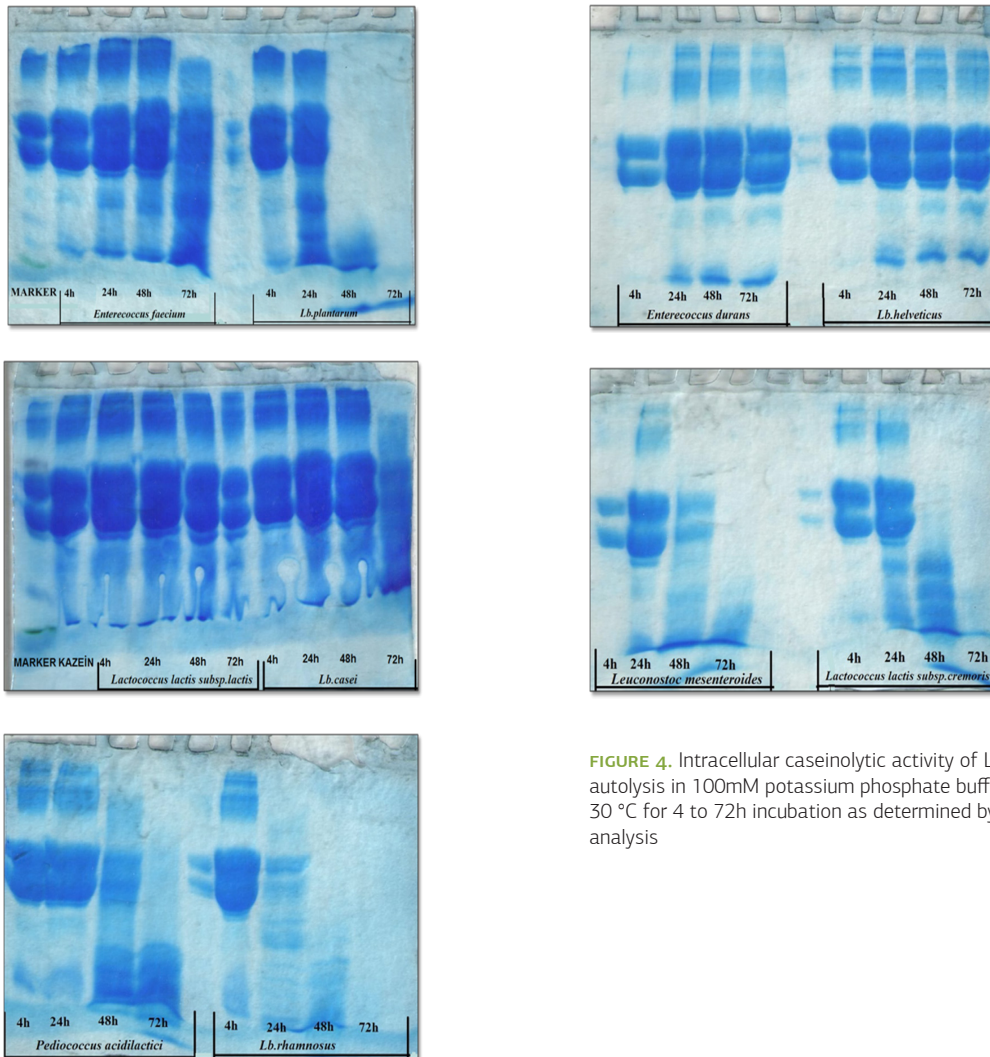 MARKER 4h 24h 48h 72h 4h 24h 48h 72h
Enterecoccus faecium Lb.plantarum
4h 24h 48h 72h 4h 24h 48h 72h
Enterecoccus durans Lb.helveticus
MARKER KAZEİN 4h 24h 48h 72h 4h 24h 48h 72h
Lactococcus lactis subsp.lactis Lb.casei
4h 24h 48h 72h 4h 24h 48h 72h
Leuconostoc mesenteroides Lactococcus lactis subsp.cremoris
4h 24h 48h 72h 4h 24h 48h 72h
Pediococcus acidilactici Lb.rhamnosus
FIGURE 4. Intracellular caseinolytic activity of L
autolysis in 100mM potassium phosphate buff
30 °C for 4 to 72h incubation as determined by
analysis